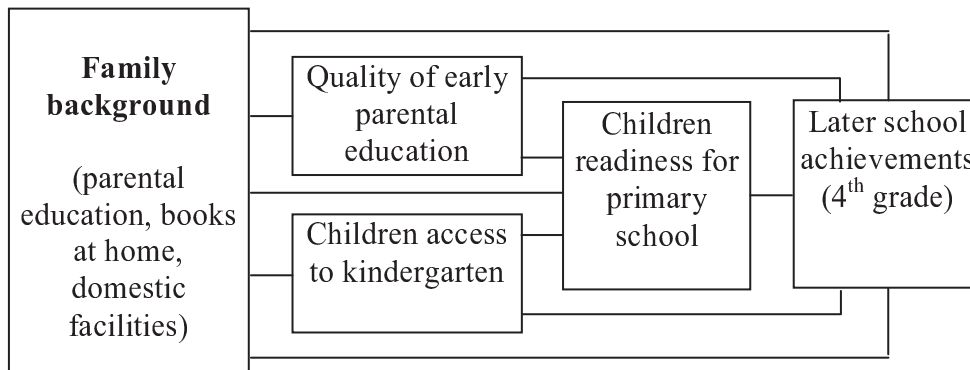 Family
background
(parental
education, books
at home,
domestic
facilities)
Quality of early
parental
education
Children access
to kindergarten
Children
readiness for
primary
school
Later school
achievements
(4th grade)